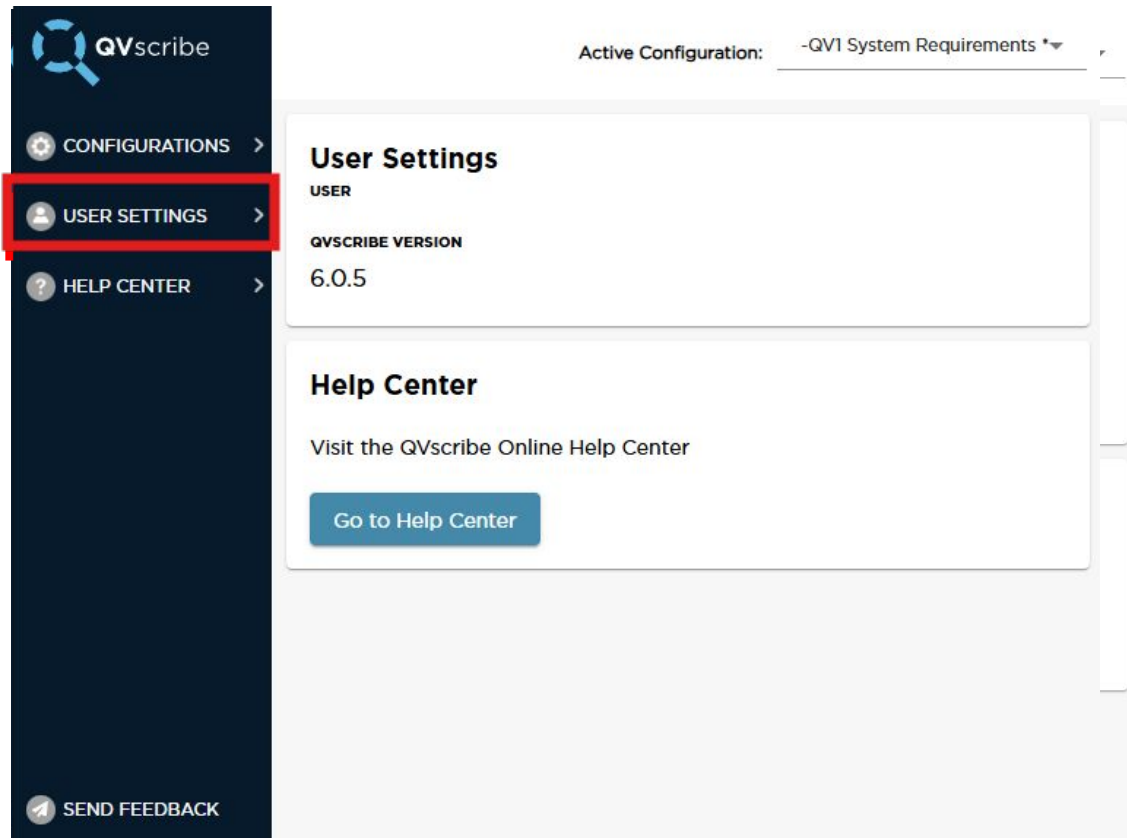 QVscribe
Active Configuration: -QV1 System Requirements *
CONFIGURATIONS
USER SETTINGS
HELP CENTER
SEND FEEDBACK
User Settings
USER
QVSCRIBE VERSION
6.0.5
Help Center
Visit the QVscribe Online Help Center
Go to Help Center